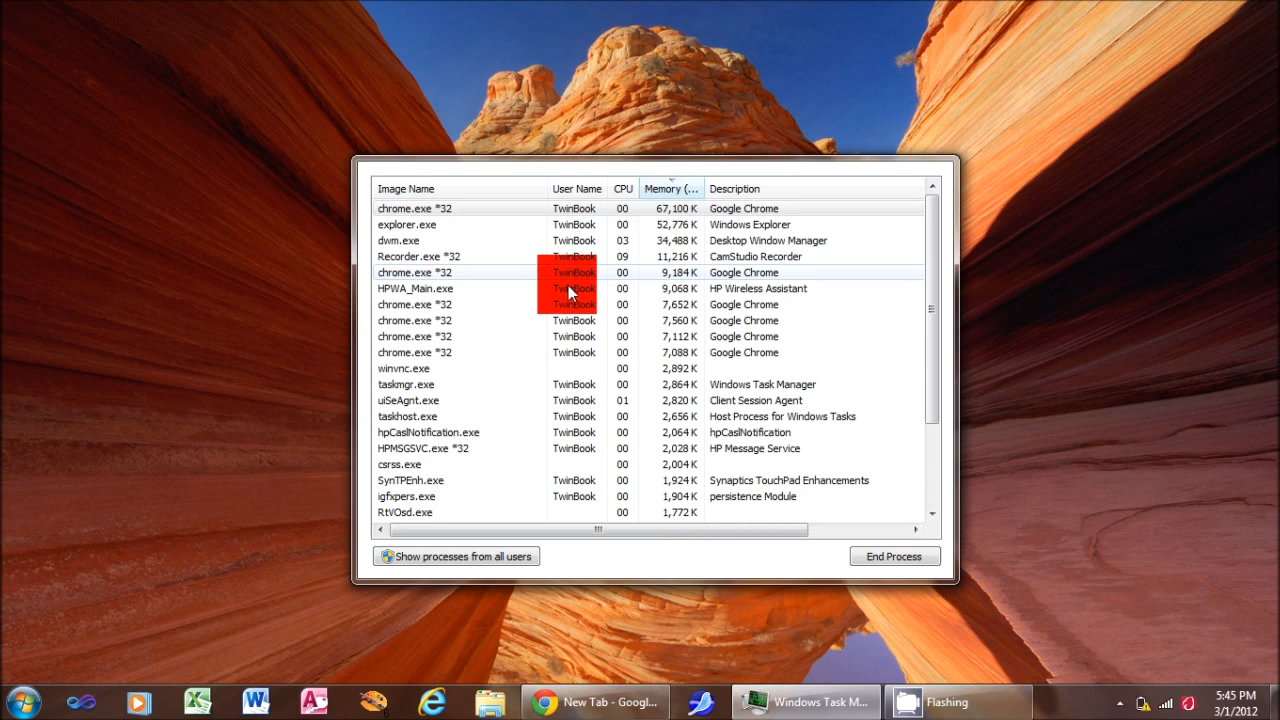 Image Name User Name CPU Memory (... Description
chrome.exe *32 TwinBook 00 67,100 K Google Chrome
explorer.exe TwinBook 00 52,776 K Windows Explorer
dwm.exe TwinBook 03 34,488 K Desktop Window Manager
Recorder.exe *32 TwinBook 09 11,216 K CamStudio Recorder
chrome.exe *32 TwinBook 00 9,184 K Google Chrome
HPWA_Main.exe TwinBook 00 9,068 K HP Wireless Assistant
chrome.exe *32 TwinBook 00 7,652 K Google Chrome
chrome.exe *32 TwinBook 00 7,560 K Google Chrome
chrome.exe *32 TwinBook 00 7,112 K Google Chrome
chrome.exe *32 TwinBook 00 7,088 K Google Chrome
winvnc.exe 00 2,892 K
taskmgr.exe TwinBook 00 2,864 K Windows Task Manager
uiSeAgnt.exe TwinBook 01 2,820 K Client Session Agent
taskhost.exe TwinBook 00 2,656 K Host Process for Windows Tasks
hpCaslNotification.exe TwinBook 00 2,064 K hpCaslNotification
HPMSGSVC.exe *32 TwinBook 00 2,028 K HP Message Service
csrss.exe 00 2,004 K
SynTPEnh.exe TwinBook 00 1,924 K Synaptics TouchPad Enhancements
igfxpers.exe TwinBook 00 1,904 K persistence Module
RtVOsd.exe 00 1,772 K
Show processes from all users End Process
New Tab - Googl... Windows Task M... Flashing 5:45 PM
3/1/2012